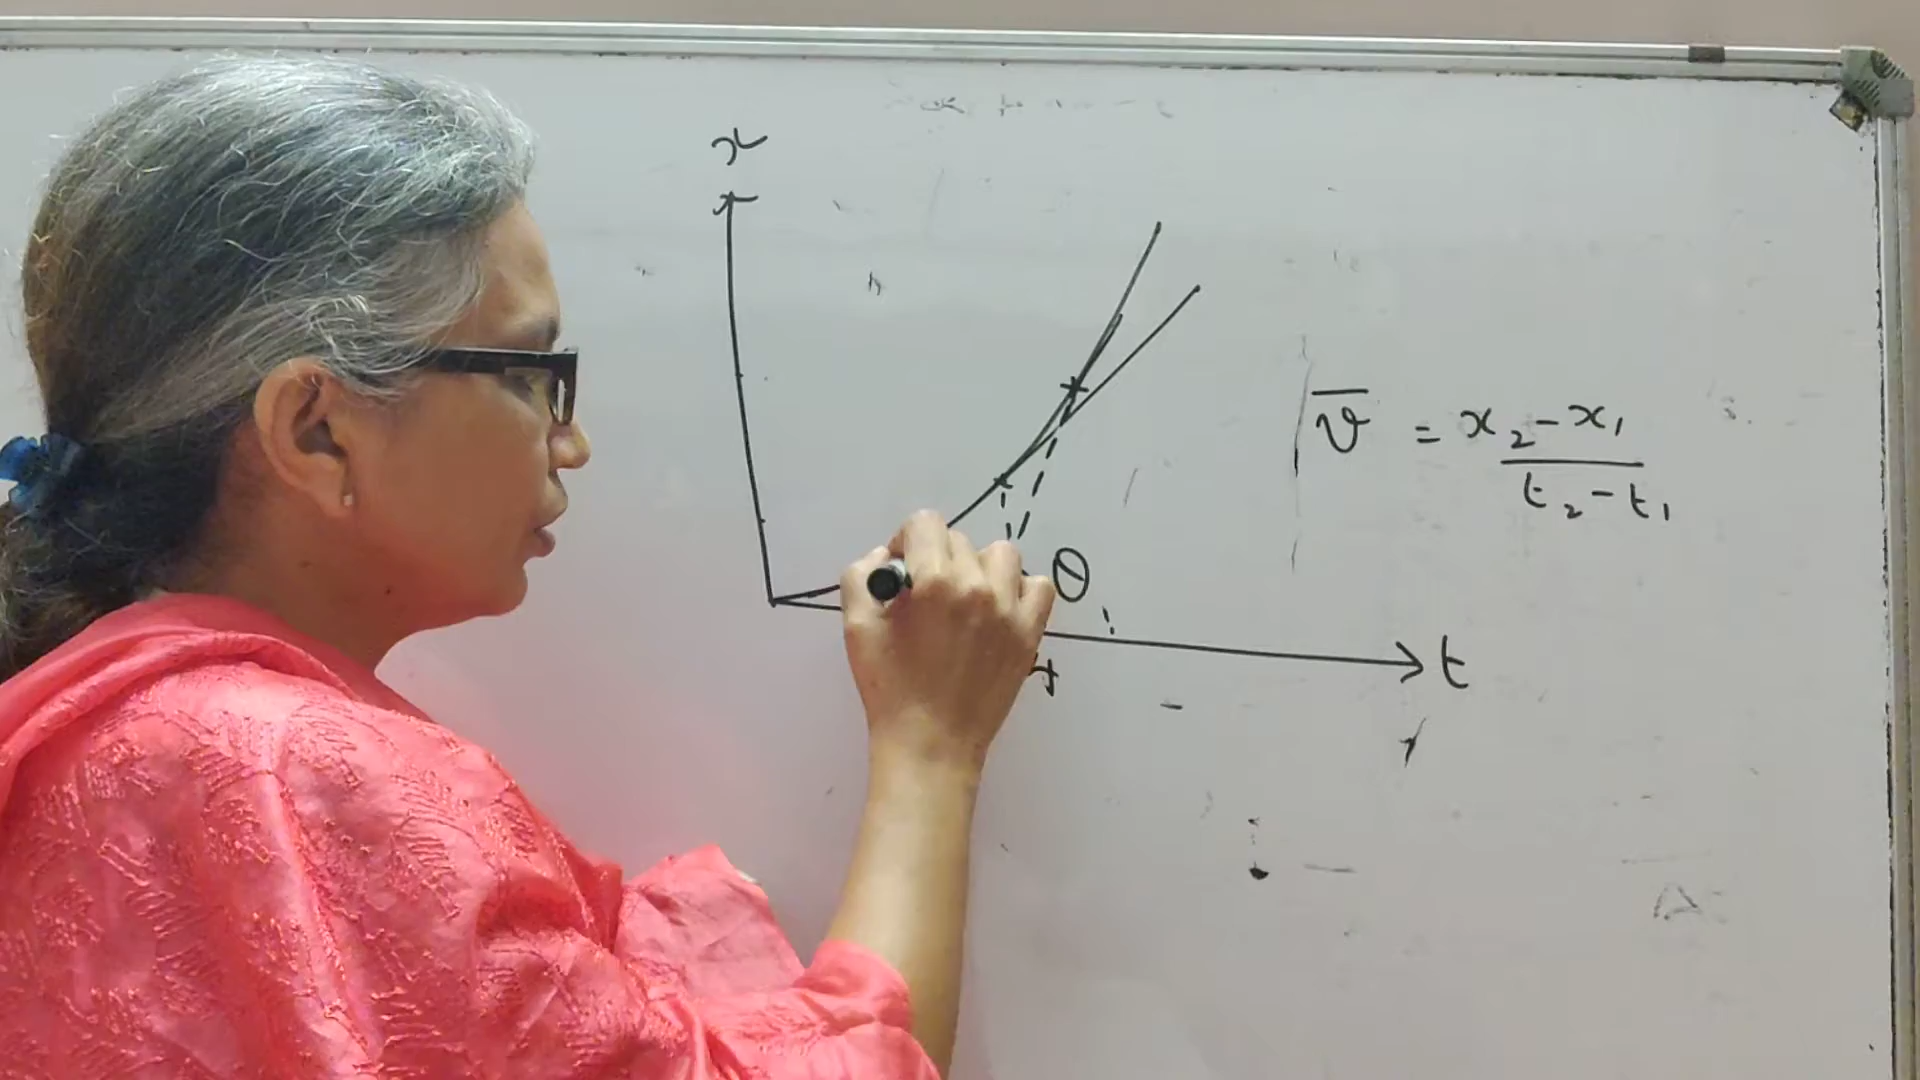 x
θ
t
v̄ = x₂ - x₁
t₂ - t₁